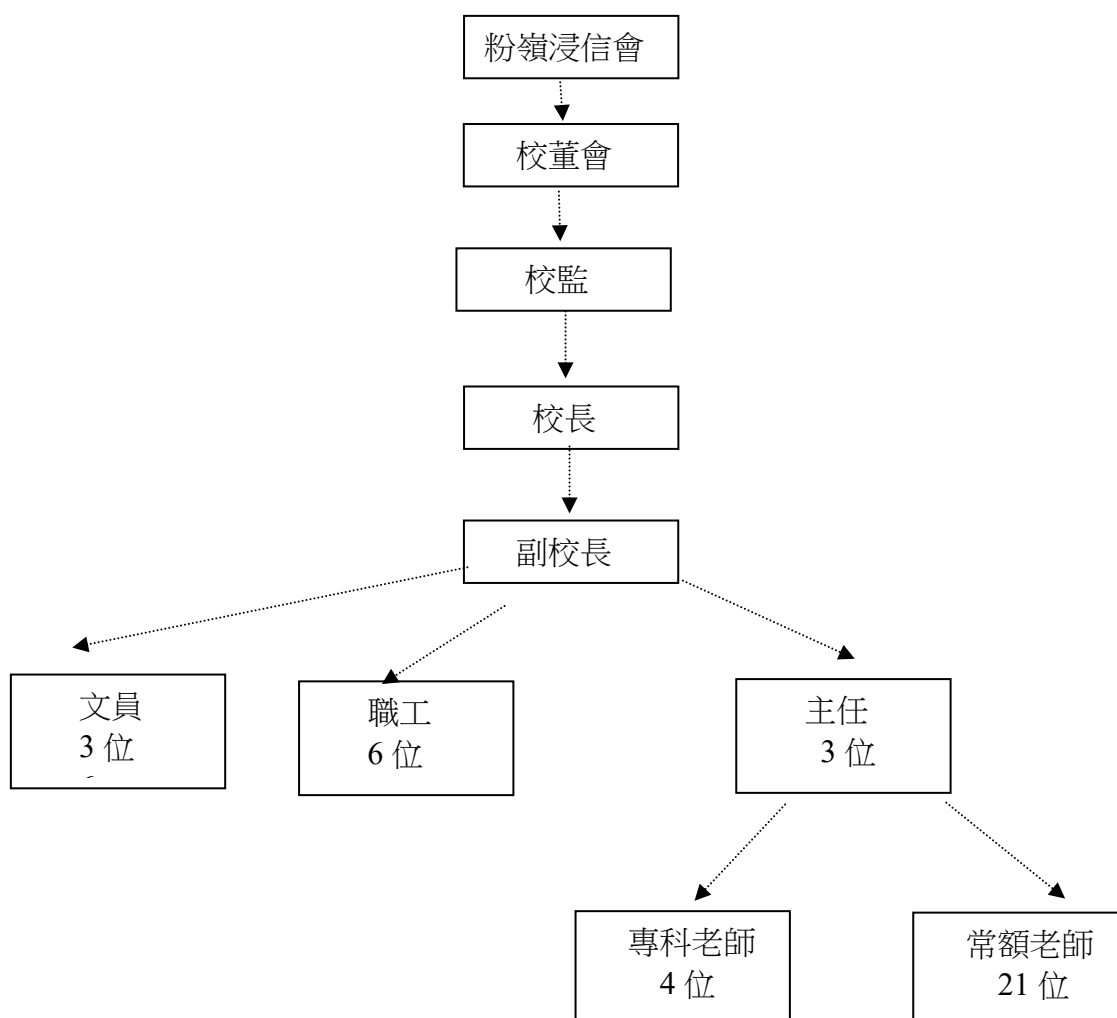 粉嶺浸信會
校董會
校監
校長
副校長
文員
3 位
職工
6 位
主任
3 位
專科老師
4 位
常額老師
21 位